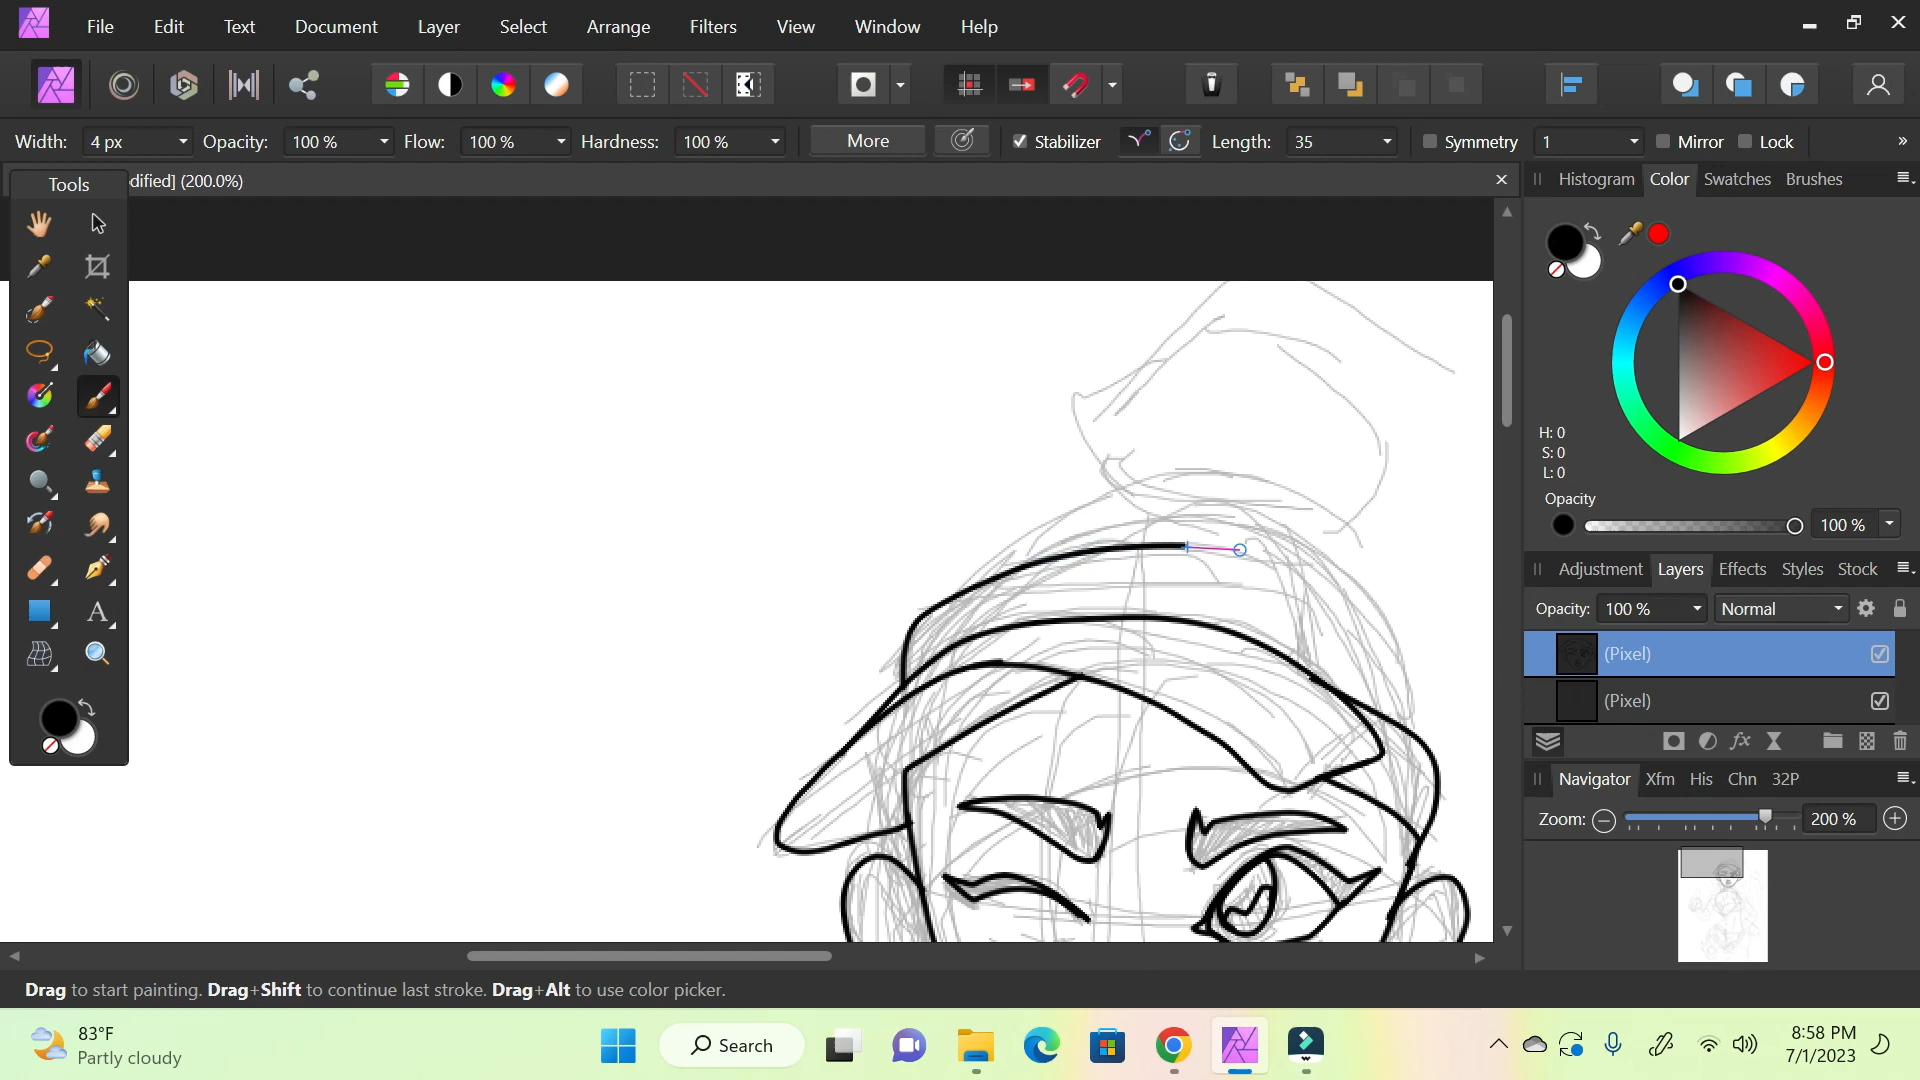 File Edit Text Document Layer Select Arrange Filters View Window Help
Width: 4 px Opacity: 100 % Flow: 100 % Hardness: 100 % More Stabilizer Length: 35 Symmetry 1 Mirror Lock »
Tools
dified] (200.0%)
Histogram Color Swatches Brushes
H: 0
S: 0
L: 0
Opacity
100 %
Adjustment Layers Effects Styles Stock
Opacity: 100 % Normal
(Pixel)
(Pixel)
Navigator Xfm His Chn 32P
Zoom: 200 %
Drag to start painting. Drag+Shift to continue last stroke. Drag+Alt to use color picker.
83°F
Partly cloudy
Search
8:58 PM
7/1/2023